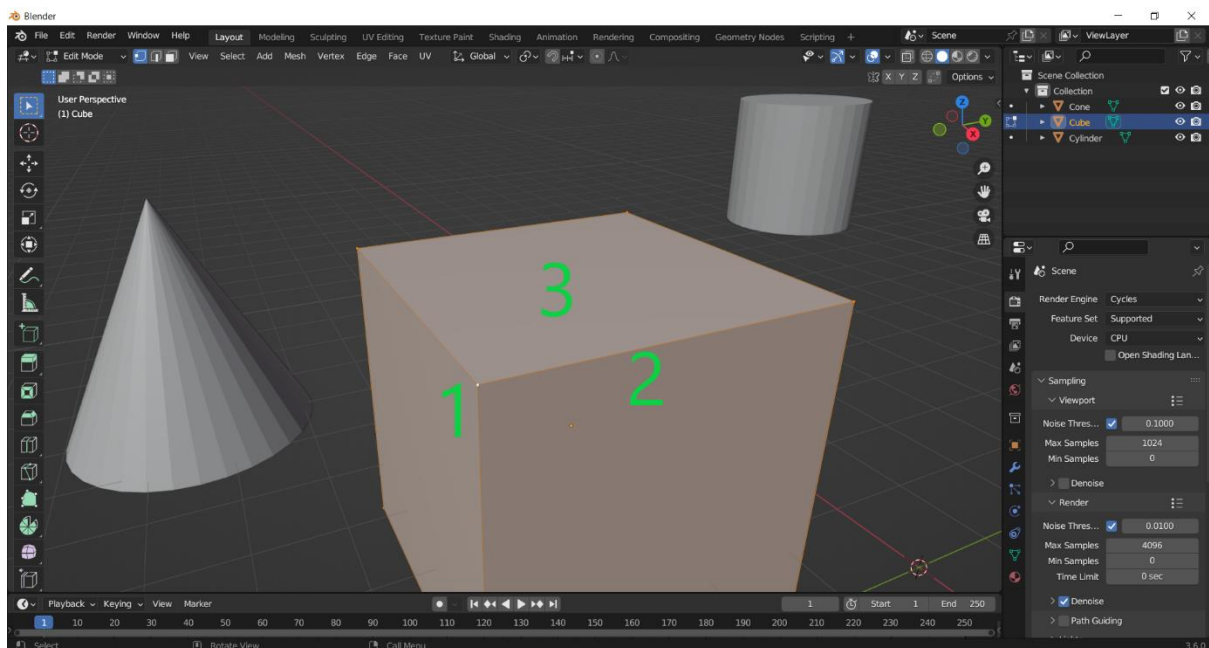 Blender
File Edit Render Window Help Layout Modeling Sculpting UV Editing Texture Paint Shading Animation Rendering Compositing Geometry Nodes Scripting + Scene ViewLayer
Edit Mode View Select Add Mesh Vertex Edge Face UV Global
X Y Z Options
User Perspective
(1) Cube
Z
Y
X
3
2
1
Scene Collection
Collection
Cone
Cube
Cylinder
Scene
Render Engine Cycles
Feature Set Supported
Device CPU
Open Shading Lan...
Sampling
Viewport
Noise Thres... 0.1000
Max Samples 1024
Min Samples 0
Denoise
Render
Noise Thres... 0.0100
Max Samples 4096
Min Samples 0
Time Limit 0 sec
Denoise
Path Guiding
Playback Keying View Marker 1 Start 1 End 250
1 10 20 30 40 50 60 70 80 90 100 110 120 130 140 150 160 170 180 190 200 210 220 230 240 250
Select Rotate View Call Menu 3.6.0